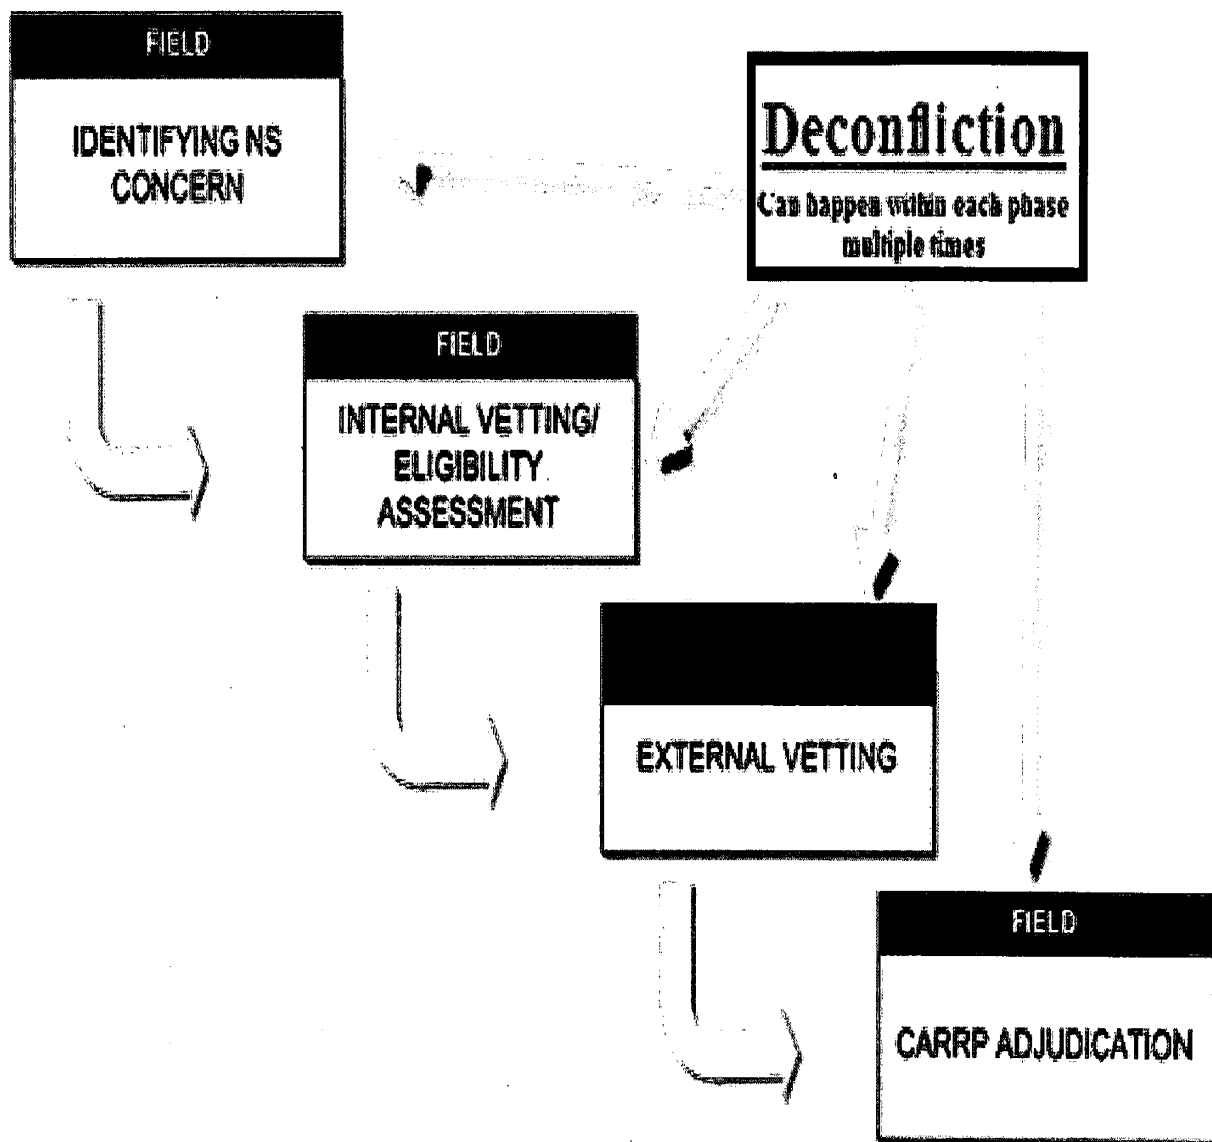 FIELD
IDENTIFYING NS
CONCERN
Deconfliction
Can happen within each phase
multiple times
FIELD
INTERNAL VETTING/
ELIGIBILITY
ASSESSMENT
EXTERNAL VETTING
FIELD
CARRP ADJUDICATION